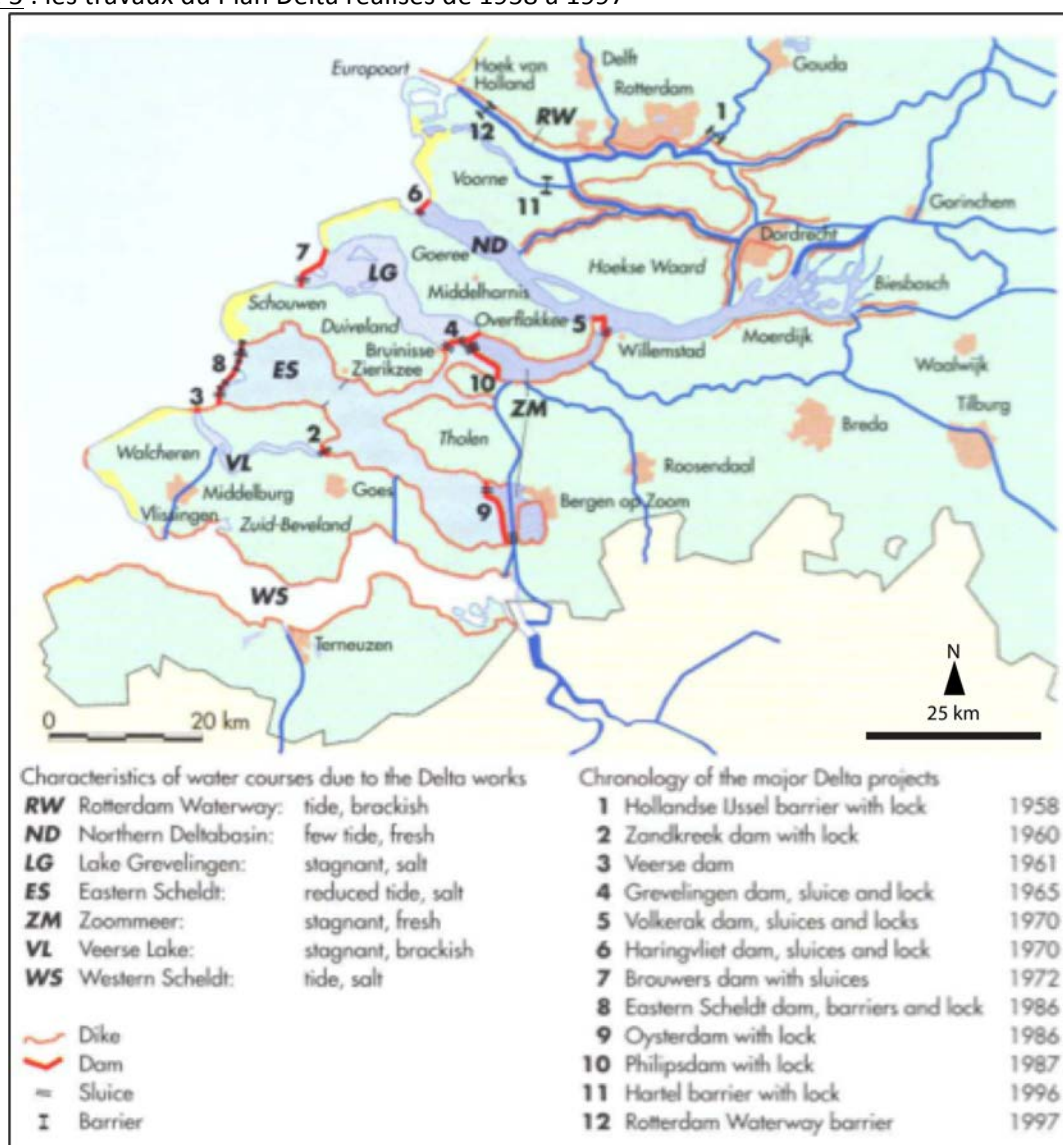 5 : les travaux du Plan Delta réalisés de 1958 à 1997
Europoort
Hoek van
Holland
Delft
Gouda
Rotterdam
RW
1
12
Voorne
11
6
Gorinchem
Dordrecht
ND
7
Goeree
LG
Hoekse Waard
Biesbosch
Middelharnis
Schouwen
Duiveland
Overflakkee
4
5
Willemstad
Moerdijk
Bruinisse
Waalwijk
8
ES
Zierikzee
10
Tilburg
3
ZM
Breda
2
Tholen
Walcheren
VL
Roosendaal
Middelburg
Goes
Bergen op Zoom
Vlissingen
Zuid-Beveland
9
WS
Terneuzen
N
0 20 km
25 km
Characteristics of water courses due to the Delta works
RW Rotterdam Waterway: tide, brackish
ND Northern Deltabasin: few tide, fresh
LG Lake Grevelingen: stagnant, salt
ES Eastern Scheldt: reduced tide, salt
ZM Zoommeer: stagnant, fresh
VL Veerse Lake: stagnant, brackish
WS Western Scheldt: tide, salt
Dike
Dam
Sluice
Barrier
Chronology of the major Delta projects
1 Hollandse IJssel barrier with lock 1958
2 Zandkreek dam with lock 1960
3 Veerse dam 1961
4 Grevelingen dam, sluice and lock 1965
5 Volkerak dam, sluices and locks 1970
6 Haringvliet dam, sluices and lock 1970
7 Brouwers dam with sluices 1972
8 Eastern Scheldt dam, barriers and lock 1986
9 Oysterdam with lock 1986
10 Philipsdam with lock 1987
11 Hartel barrier with lock 1996
12 Rotterdam Waterway barrier 1997